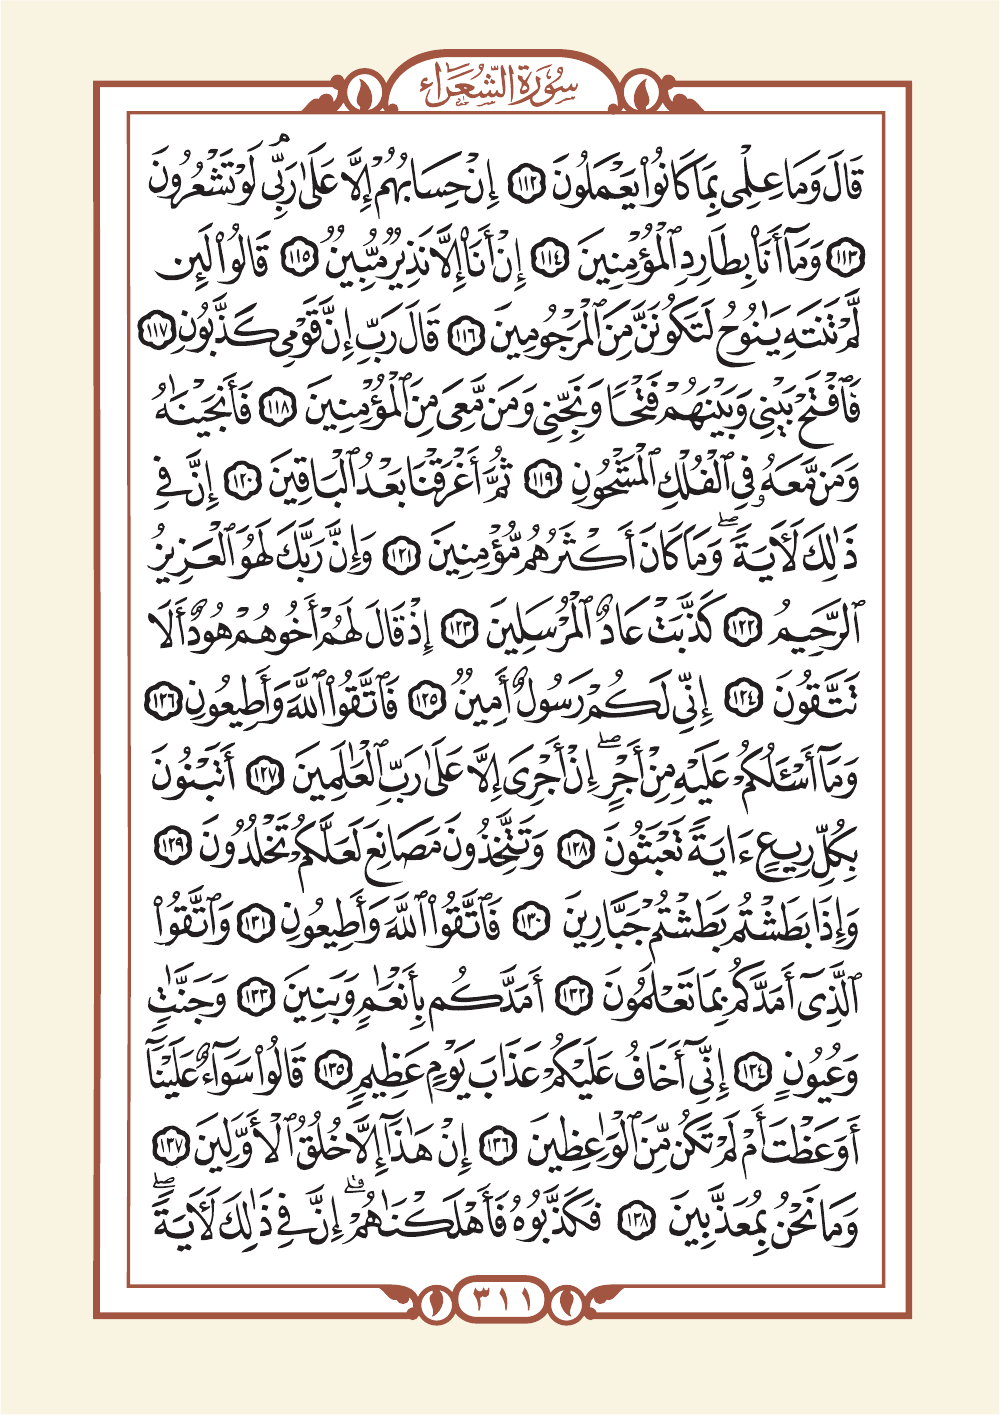 سُورَةُ الشُّعَرَاءِ
قَالَ وَمَا عِلْمِى بِمَا كَانُوا۟ يَعْمَلُونَ ١١٢ إِنْ حِسَابُهُمْ إِلَّا عَلَىٰ رَبِّى ۖ لَوْ تَشْعُرُونَ
١١٣ وَمَآ أَنَا۠ بِطَارِدِ ٱلْمُؤْمِنِينَ ١١٤ إِنْ أَنَا۠ إِلَّا نَذِيرٌ مُّبِينٌ ١١٥ قَالُوا۟ لَئِن
لَّمْ تَنتَهِ يَٰنُوحُ لَتَكُونَنَّ مِنَ ٱلْمَرْجُومِينَ ١١٦ قَالَ رَبِّ إِنَّ قَوْمِى كَذَّبُونِ ١١٧
فَٱفْتَحْ بَيْنِى وَبَيْنَهُمْ فَتْحًا وَنَجِّنِى وَمَن مَّعِىَ مِنَ ٱلْمُؤْمِنِينَ ١١٨ فَأَنجَيْنَٰهُ
وَمَن مَّعَهُۥ فِى ٱلْفُلْكِ ٱلْمَشْحُونِ ١١٩ ثُمَّ أَغْرَقْنَا بَعْدُ ٱلْبَاقِينَ ١٢٠ إِنَّ فِى
ذَٰلِكَ لَءَايَةً ۖ وَمَا كَانَ أَكْثَرُهُم مُّؤْمِنِينَ ١٢١ وَإِنَّ رَبَّكَ لَهُوَ ٱلْعَزِيزُ
ٱلرَّحِيمُ ١٢٢ كَذَّبَتْ عَادٌ ٱلْمُرْسَلِينَ ١٢٣ إِذْ قَالَ لَهُمْ أَخُوهُمْ هُودٌ أَلَا
تَتَّقُونَ ١٢٤ إِنِّى لَكُمْ رَسُولٌ أَمِينٌ ١٢٥ فَٱتَّقُوا۟ ٱللَّهَ وَأَطِيعُونِ ١٢٦
وَمَآ أَسْـَٔلُكُمْ عَلَيْهِ مِنْ أَجْرٍ ۖ إِنْ أَجْرِىَ إِلَّا عَلَىٰ رَبِّ ٱلْعَٰلَمِينَ ١٢٧ أَتَبْنُونَ
بِكُلِّ رِيعٍ ءَايَةً تَعْبَثُونَ ١٢٨ وَتَتَّخِذُونَ مَصَانِعَ لَعَلَّكُمْ تَخْلُدُونَ ١٢٩
وَإِذَا بَطَشْتُم بَطَشْتُمْ جَبَّارِينَ ١٣٠ فَٱتَّقُوا۟ ٱللَّهَ وَأَطِيعُونِ ١٣١ وَٱتَّقُوا۟
ٱلَّذِىٓ أَمَدَّكُم بِمَا تَعْلَمُونَ ١٣٢ أَمَدَّكُم بِأَنْعَٰمٍ وَبَنِينَ ١٣٣ وَجَنَّٰتٍ
وَعُيُونٍ ١٣٤ إِنِّىٓ أَخَافُ عَلَيْكُمْ عَذَابَ يَوْمٍ عَظِيمٍ ١٣٥ قَالُوا۟ سَوَآءٌ عَلَيْنَآ
أَوَعَظْتَ أَمْ لَمْ تَكُن مِّنَ ٱلْوَٰعِظِينَ ١٣٦ إِنْ هَٰذَآ إِلَّا خُلُقُ ٱلْأَوَّلِينَ ١٣٧
وَمَا نَحْنُ بِمُعَذَّبِينَ ١٣٨ فَكَذَّبُوهُ فَأَهْلَكْنَٰهُمْ ۗ إِنَّ فِى ذَٰلِكَ لَءَايَةً ۖ
٣١١